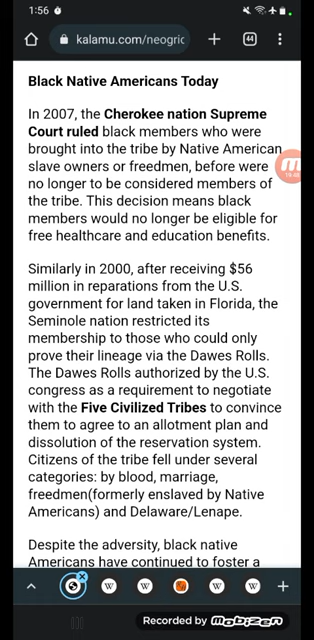 1:56
kalamu.com/neogric
44
Black Native Americans Today
In 2007, the Cherokee nation Supreme
Court ruled black members who were
brought into the tribe by Native American
slave owners or freedmen, before were
no longer to be considered members of
the tribe. This decision means black
members would no longer be eligible for
free healthcare and education benefits.
Similarly in 2000, after receiving $56
million in reparations from the U.S.
government for land taken in Florida, the
Seminole nation restricted its
membership to those who could only
prove their lineage via the Dawes Rolls.
The Dawes Rolls authorized by the U.S.
congress as a requirement to negotiate
with the Five Civilized Tribes to convince
them to agree to an allotment plan and
dissolution of the reservation system.
Citizens of the tribe fell under several
categories: by blood, marriage,
freedmen(formerly enslaved by Native
Americans) and Delaware/Lenape.
Despite the adversity, black native
Americans have continued to foster a
W W W W
Recorded by Mobizen